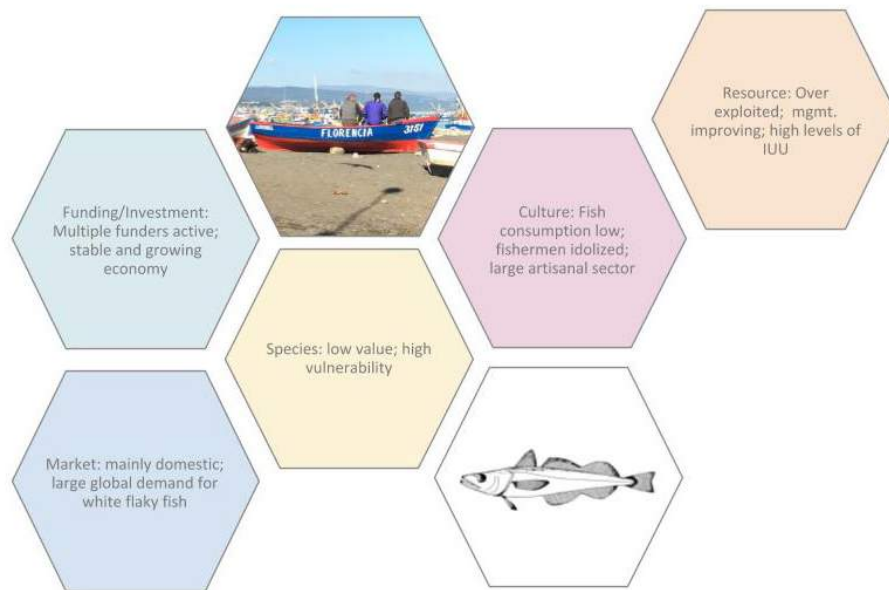 Resource: Over
exploited; mgmt.
improving; high levels of
IUU
FLORENCIA
3151
Funding/Investment:
Multiple funders active;
stable and growing
economy
Culture: Fish
consumption low;
fishermen idolized;
large artisanal sector
Species: low value; high
vulnerability
Market: mainly domestic;
large global demand for
white flaky fish